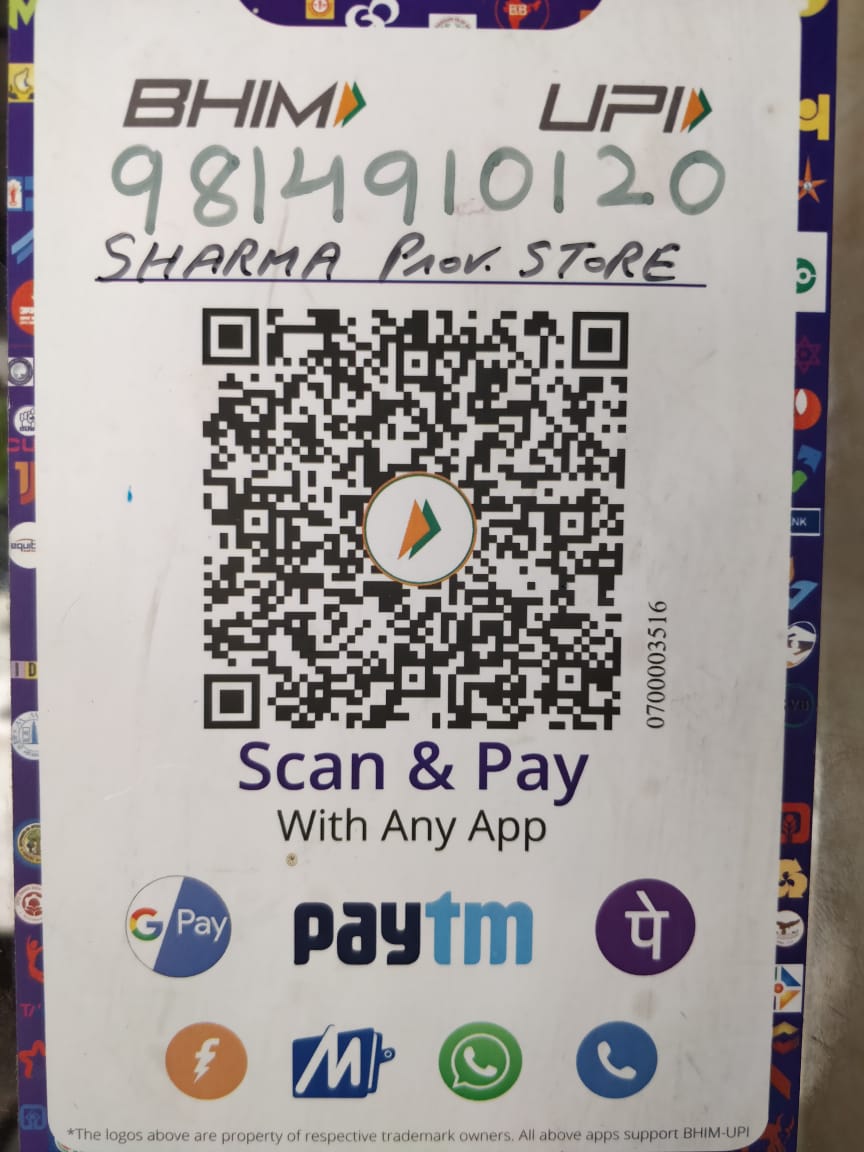 BHIM UPI
9814910120
SHARMA Prov. STORE
0700003516
Scan & Pay
With Any App
G Pay paytm पे
*The logos above are property of respective trademark owners. All above apps support BHIM-UPI